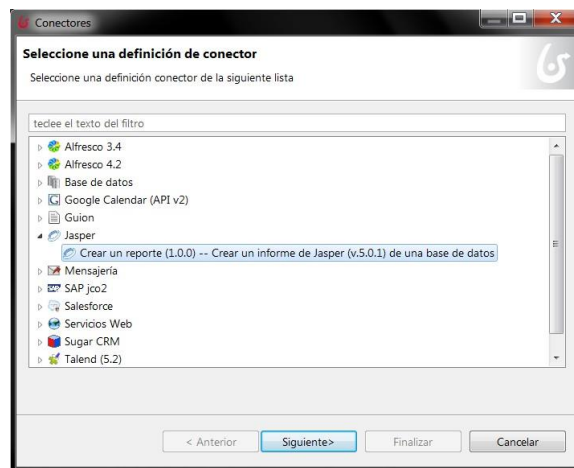 Conectores
Seleccione una definición de conector
Seleccione una definición conector de la siguiente lista
teclee el texto del filtro
Alfresco 3.4
Alfresco 4.2
Base de datos
Google Calendar (API v2)
Guion
Jasper
Crear un reporte (1.0.0) -- Crear un informe de Jasper (v.5.0.1) de una base de datos
Mensajería
SAP jco2
Salesforce
Servicios Web
Sugar CRM
Talend (5.2)
< Anterior Siguiente> Finalizar Cancelar